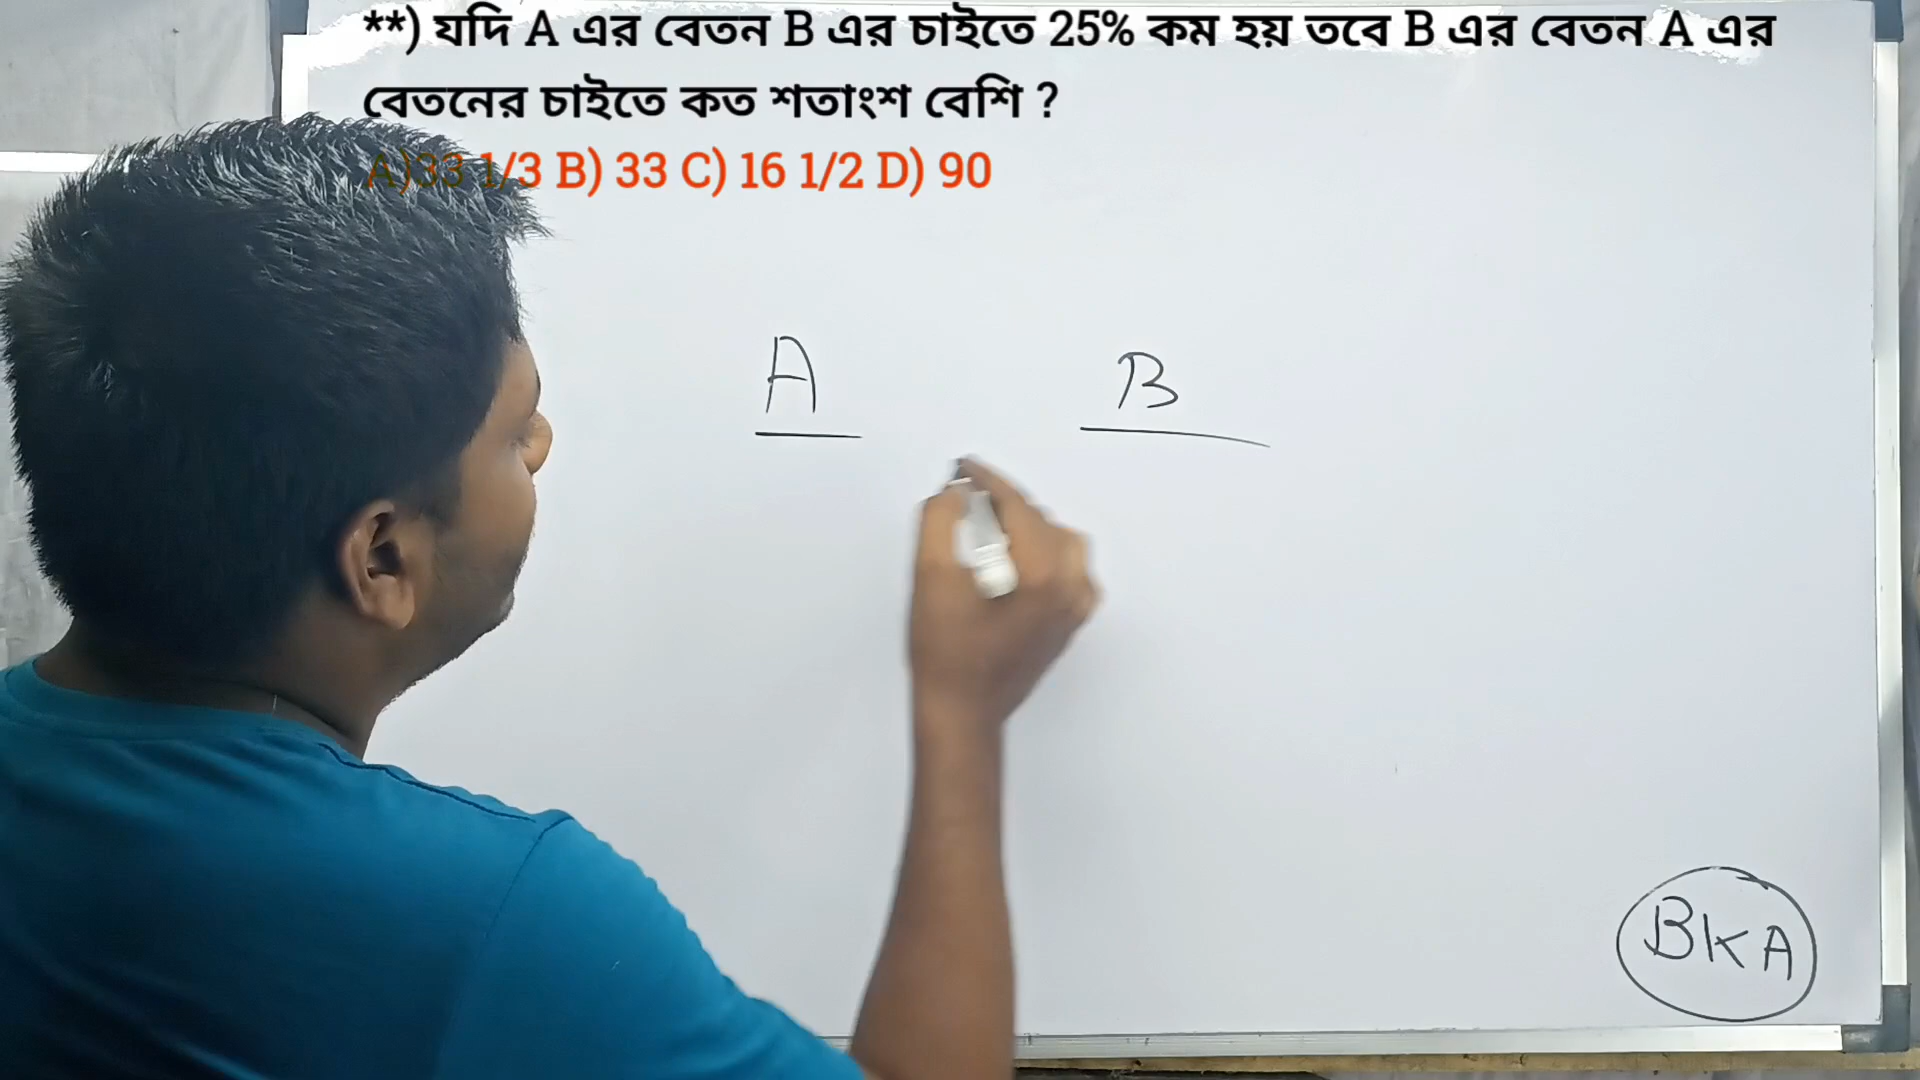 **) যদি A এর বেতন B এর চাইতে 25% কম হয় তবে B এর বেতন A এর
বেতনের চাইতে কত শতাংশ বেশি ?
A)33 1/3 B) 33 C) 16 1/2 D) 90
A B
BKA